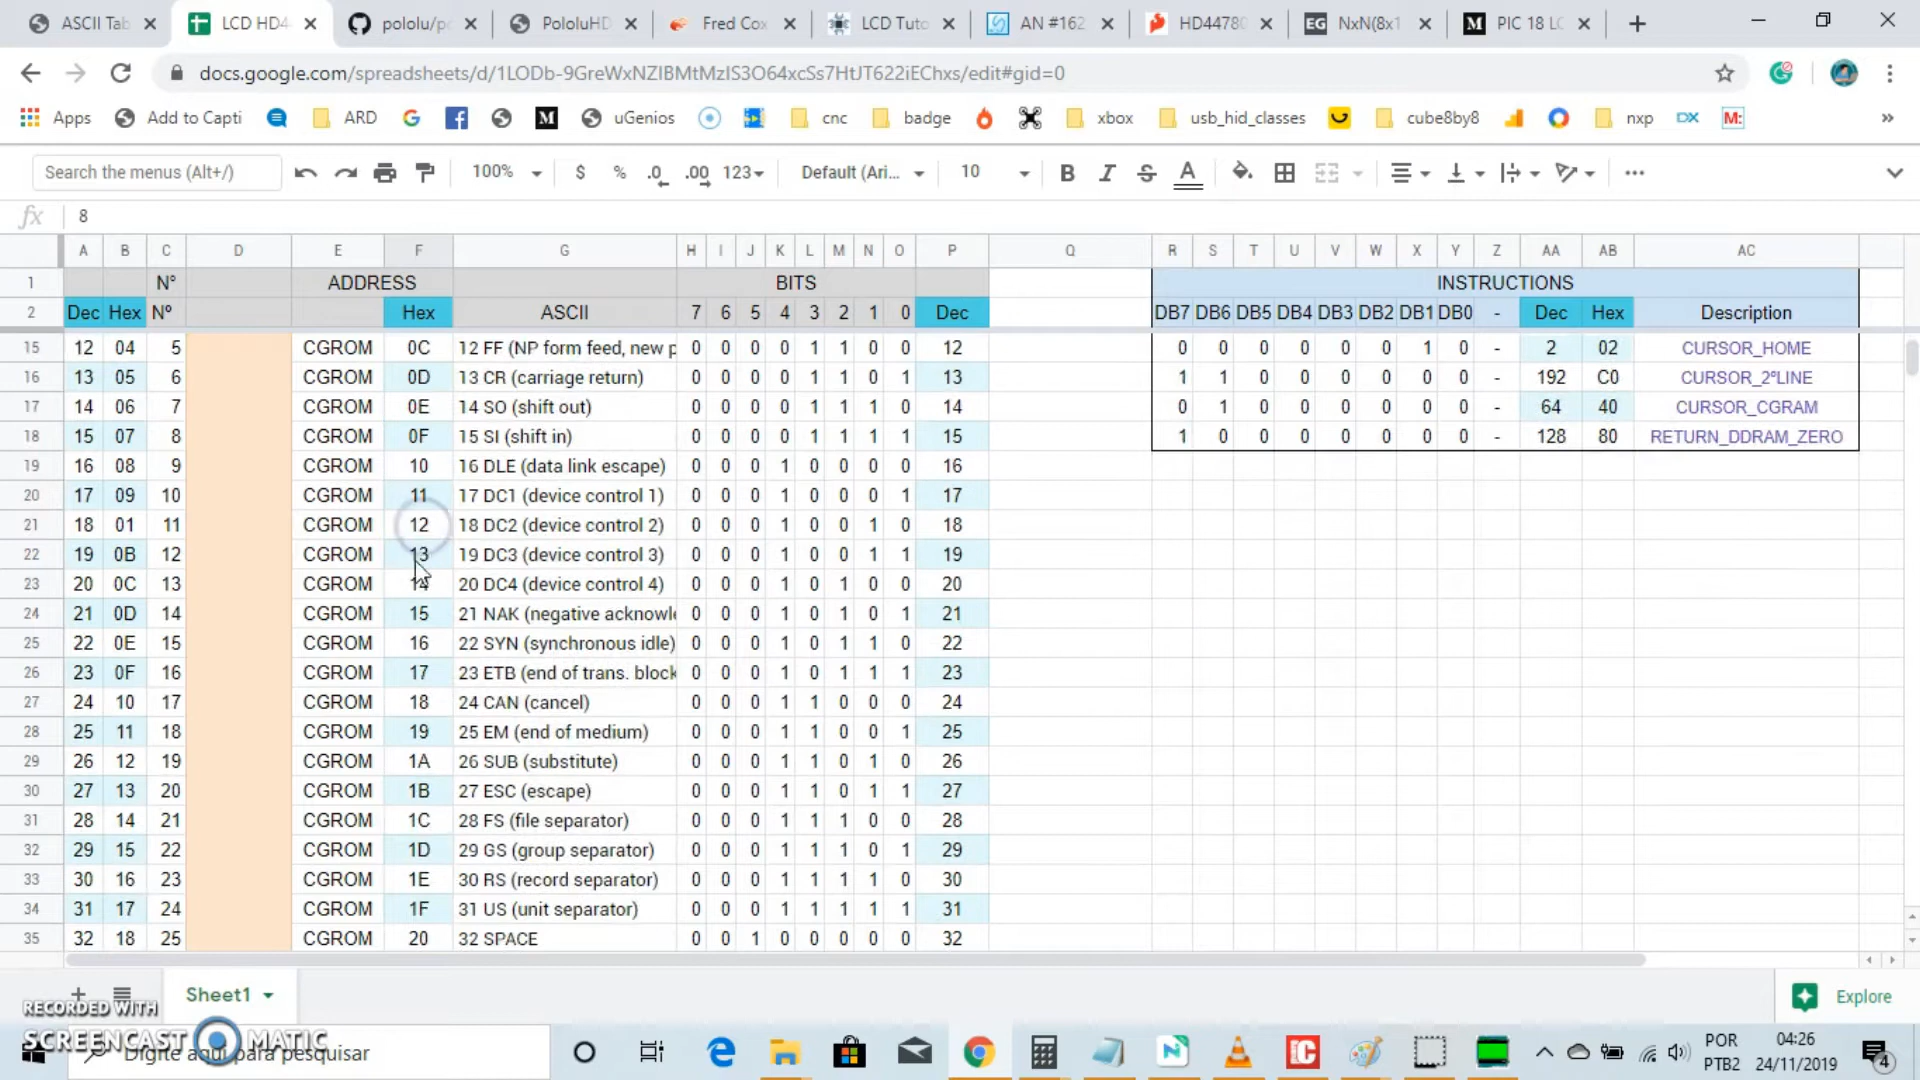 ASCII Tab LCD HD4 pololu/p PololuHD Fred Cox LCD Tuto AN #162 HD44780 NxN(8x1 PIC 18 LC
docs.google.com/spreadsheets/d/1LODb-9GreWxNZIBMtMzIS3O64xcSs7HtJT622iEChxs/edit#gid=0
Apps Add to Capti ARD uGenios cnc badge xbox usb_hid_classes cube8by8 nxp DX M: »
Search the menus (Alt+/) 100% $ % .0 .00 123 Default (Ari... 10 B I S A
fx 8
A B C D E F G H I J K L M N O P Q R S T U V W X Y Z AA AB AC
1 Nº ADDRESS BITS INSTRUCTIONS
2 Dec Hex Nº Hex ASCII 7 6 5 4 3 2 1 0 Dec DB7 DB6 DB5 DB4 DB3 DB2 DB1 DB0 - Dec Hex Description
15 12 04 5 CGROM 0C 12 FF (NP form feed, new p 0 0 0 0 1 1 0 0 12 0 0 0 0 0 0 1 0 - 2 02 CURSOR_HOME
16 13 05 6 CGROM 0D 13 CR (carriage return) 0 0 0 0 1 1 0 1 13 1 1 0 0 0 0 0 0 - 192 C0 CURSOR_2ºLINE
17 14 06 7 CGROM 0E 14 SO (shift out) 0 0 0 0 1 1 1 0 14 0 1 0 0 0 0 0 0 - 64 40 CURSOR_CGRAM
18 15 07 8 CGROM 0F 15 SI (shift in) 0 0 0 0 1 1 1 1 15 1 0 0 0 0 0 0 0 - 128 80 RETURN_DDRAM_ZERO
19 16 08 9 CGROM 10 16 DLE (data link escape) 0 0 0 1 0 0 0 0 16
20 17 09 10 CGROM 11 17 DC1 (device control 1) 0 0 0 1 0 0 0 1 17
21 18 01 11 CGROM 12 18 DC2 (device control 2) 0 0 0 1 0 0 1 0 18
22 19 0B 12 CGROM 13 19 DC3 (device control 3) 0 0 0 1 0 0 1 1 19
23 20 0C 13 CGROM 14 20 DC4 (device control 4) 0 0 0 1 0 1 0 0 20
24 21 0D 14 CGROM 15 21 NAK (negative acknowle 0 0 0 1 0 1 0 1 21
25 22 0E 15 CGROM 16 22 SYN (synchronous idle) 0 0 0 1 0 1 1 0 22
26 23 0F 16 CGROM 17 23 ETB (end of trans. block 0 0 0 1 0 1 1 1 23
27 24 10 17 CGROM 18 24 CAN (cancel) 0 0 0 1 1 0 0 0 24
28 25 11 18 CGROM 19 25 EM (end of medium) 0 0 0 1 1 0 0 1 25
29 26 12 19 CGROM 1A 26 SUB (substitute) 0 0 0 1 1 0 1 0 26
30 27 13 20 CGROM 1B 27 ESC (escape) 0 0 0 1 1 0 1 1 27
31 28 14 21 CGROM 1C 28 FS (file separator) 0 0 0 1 1 1 0 0 28
32 29 15 22 CGROM 1D 29 GS (group separator) 0 0 0 1 1 1 0 1 29
33 30 16 23 CGROM 1E 30 RS (record separator) 0 0 0 1 1 1 1 0 30
34 31 17 24 CGROM 1F 31 US (unit separator) 0 0 0 1 1 1 1 1 31
35 32 18 25 CGROM 20 32 SPACE 0 0 1 0 0 0 0 0 32
Sheet1 Explore
RECORDED WITH
SCREENCAST MATIC
Digite aqui para pesquisar
POR 04:26
PTB2 24/11/2019 4